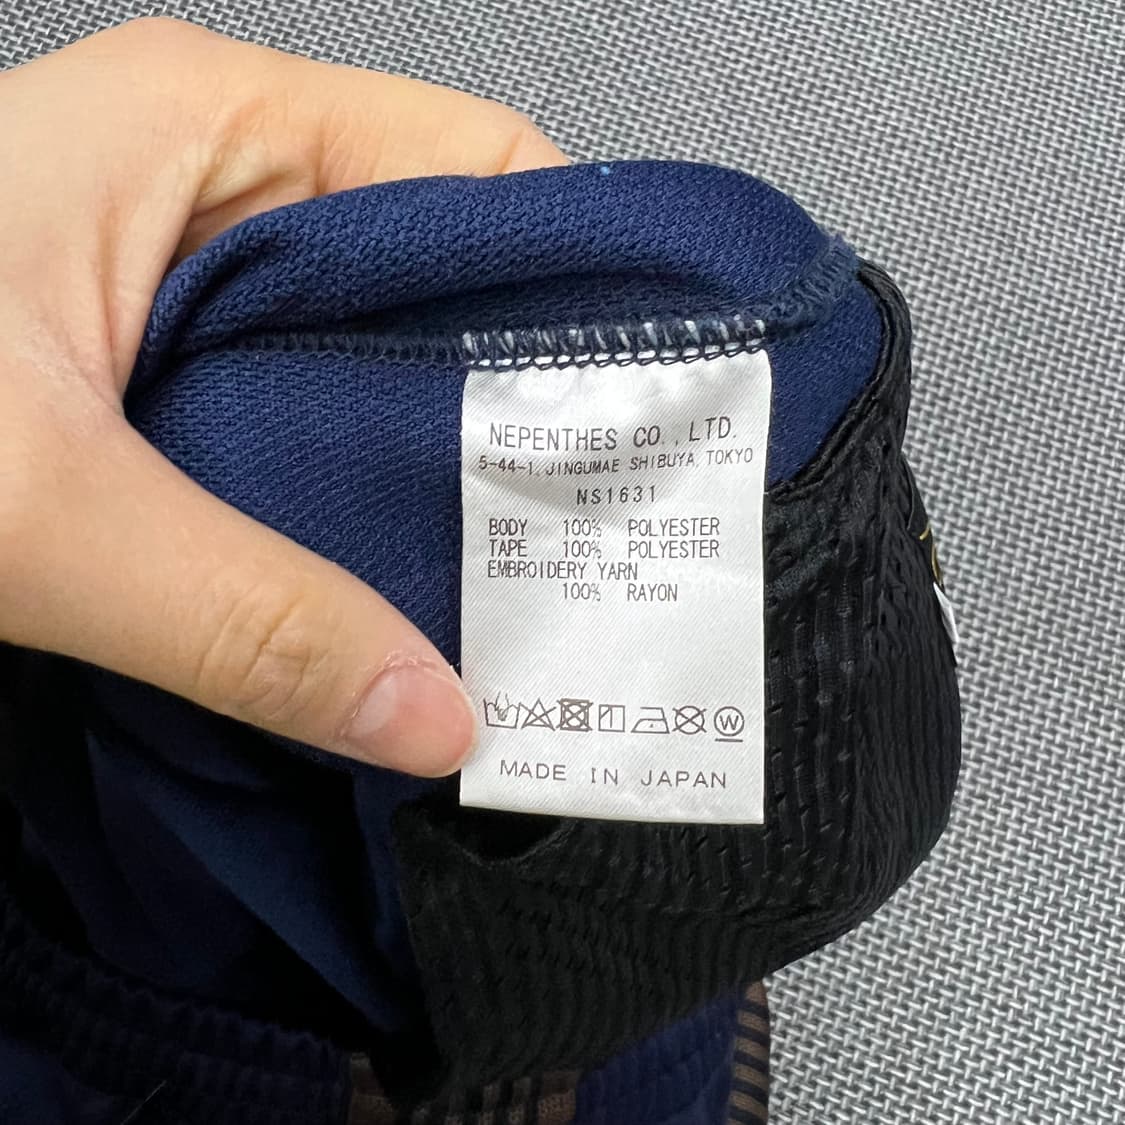 NEPENTHES CO.,LTD.
5-44-1, JINGUMAE SHIBUYA, TOKYO
NS1631
BODY 100% POLYESTER
TAPE 100% POLYESTER
EMBROIDERY YARN
100% RAYON
W
MADE IN JAPAN